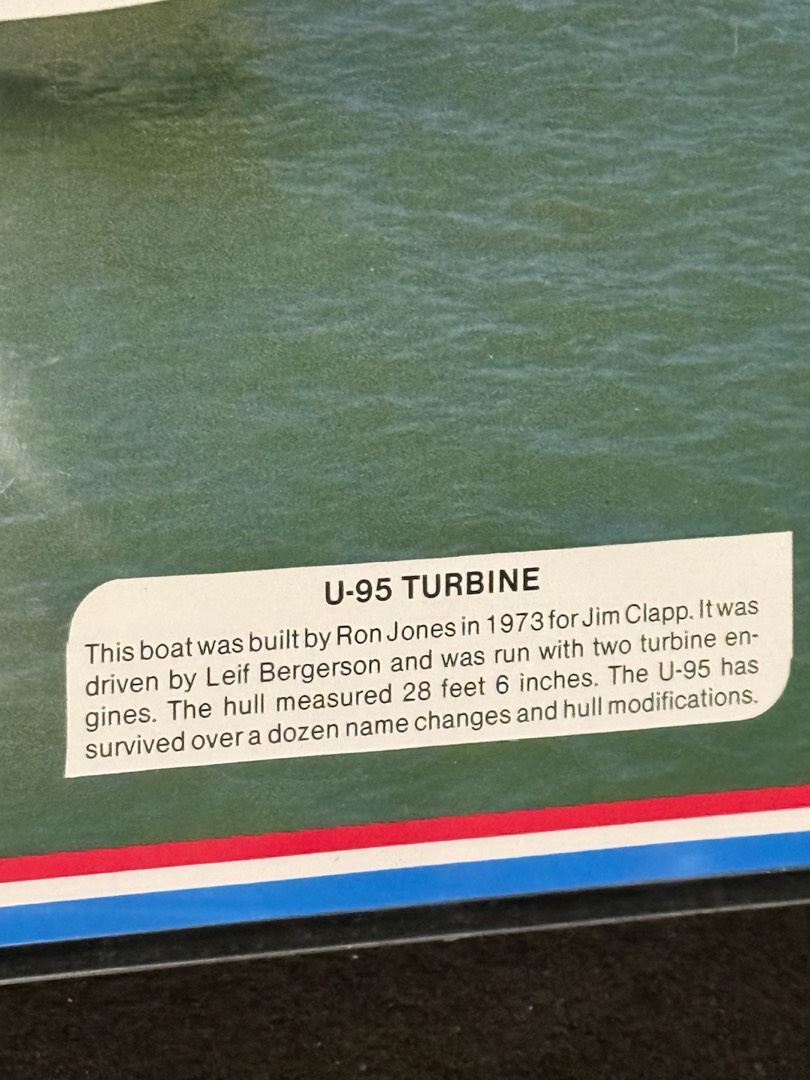 U-95 TURBINE
This boat was built by Ron Jones in 1973 for Jim Clapp. It was
driven by Leif Bergerson and was run with two turbine en-
gines. The hull measured 28 feet 6 inches. The U-95 has
survived over a dozen name changes and hull modifications.